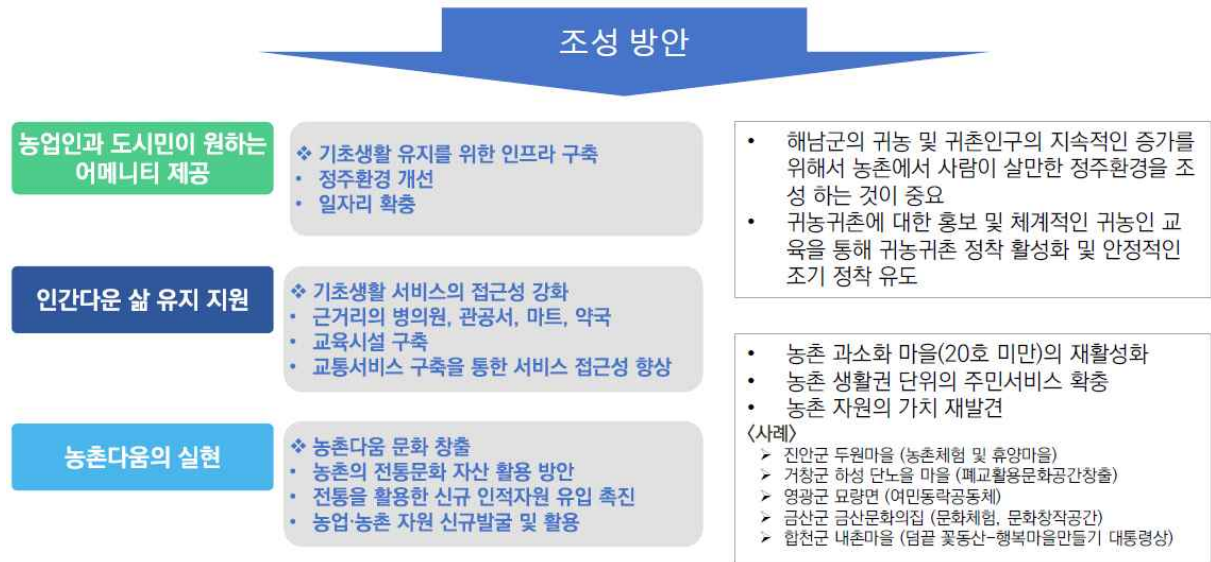 조성 방안
농업인과 도시민이 원하는
어메니티 제공
❖ 기초생활 유지를 위한 인프라 구축
• 정주환경 개선
• 일자리 확충
• 해남군의 귀농 및 귀촌인구의 지속적인 증가를
위해서 농촌에서 사람이 살만한 정주환경을 조
성 하는 것이 중요
• 귀농귀촌에 대한 홍보 및 체계적인 귀농인 교
육을 통해 귀농귀촌 정착 활성화 및 안정적인
조기 정착 유도
인간다운 삶 유지 지원
❖ 기초생활 서비스의 접근성 강화
• 근거리의 병의원, 관공서, 마트, 약국
• 교육시설 구축
• 교통서비스 구축을 통한 서비스 접근성 향상
농촌다움의 실현
❖ 농촌다움 문화 창출
• 농촌의 전통문화 자산 활용 방안
• 전통을 활용한 신규 인적자원 유입 촉진
• 농업·농촌 자원 신규발굴 및 활용
• 농촌 과소화 마을(20호 미만)의 재활성화
• 농촌 생활권 단위의 주민서비스 확충
• 농촌 자원의 가치 재발견
〈사례〉
➢ 진안군 두원마을 (농촌체험 및 휴양마을)
➢ 거창군 하성 단노을 마을 (폐교활용문화공간창출)
➢ 영광군 묘량면 (여민동락공동체)
➢ 금산군 금산문화의집 (문화체험, 문화창작공간)
➢ 합천군 내촌마을 (덤끝 꽃동산-행복마을만들기 대통령상)